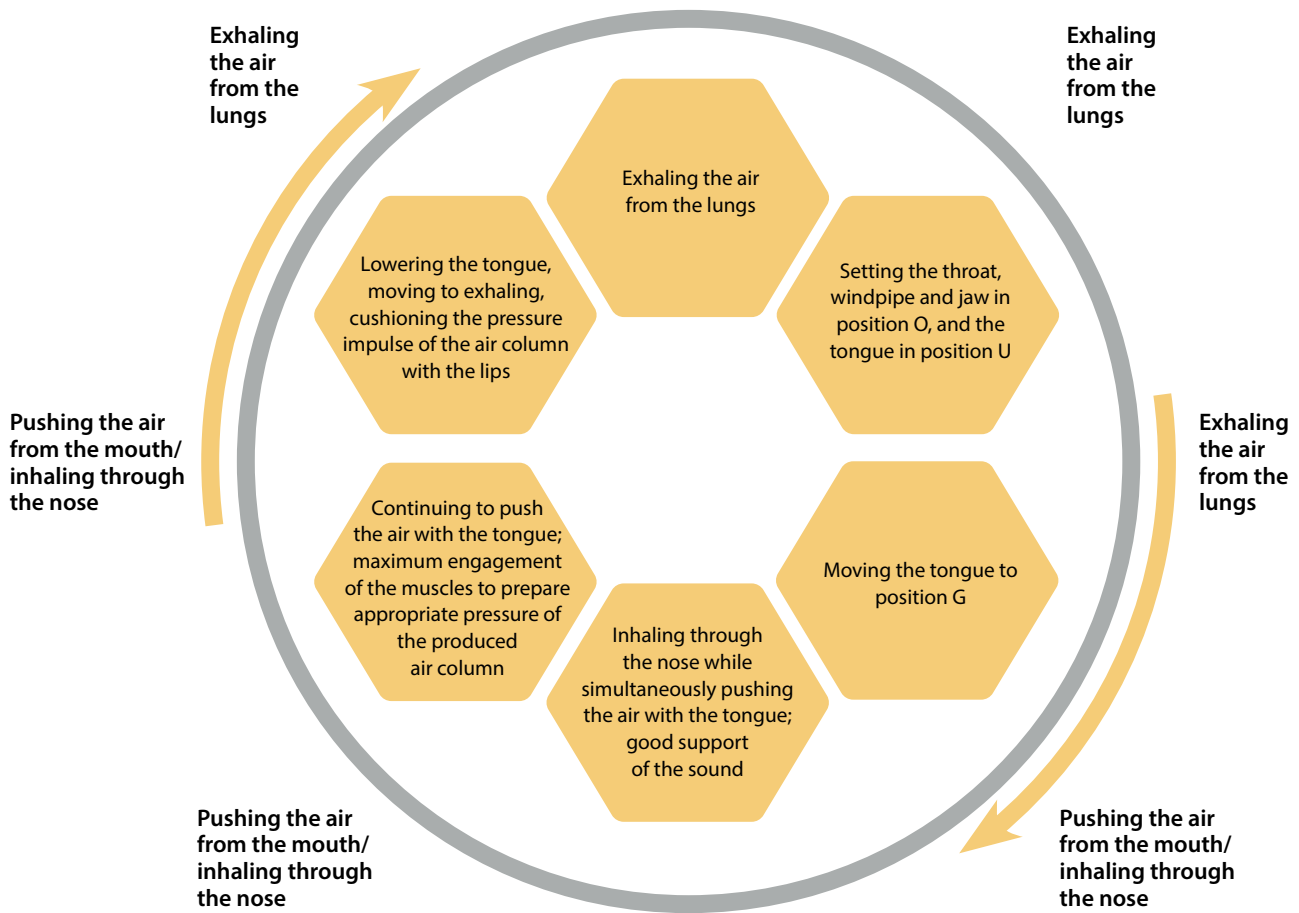 Exhaling
the air
from the
lungs
Exhaling
the air
from the
lungs
Exhaling the air
from the lungs
Lowering the tongue,
moving to exhaling,
cushioning the pressure
impulse of the air column
with the lips
Setting the throat,
windpipe and jaw in
position O, and the
tongue in position U
Pushing the air
from the mouth/
inhaling through
the nose
Exhaling
the air
from the
lungs
Continuing to push
the air with the tongue;
maximum engagement
of the muscles to prepare
appropriate pressure of
the produced
air column
Moving the tongue to
position G
Inhaling through
the nose while
simultaneously pushing
the air with the tongue;
good support
of the sound
Pushing the air
from the mouth/
inhaling through
the nose
Pushing the air
from the mouth/
inhaling through
the nose